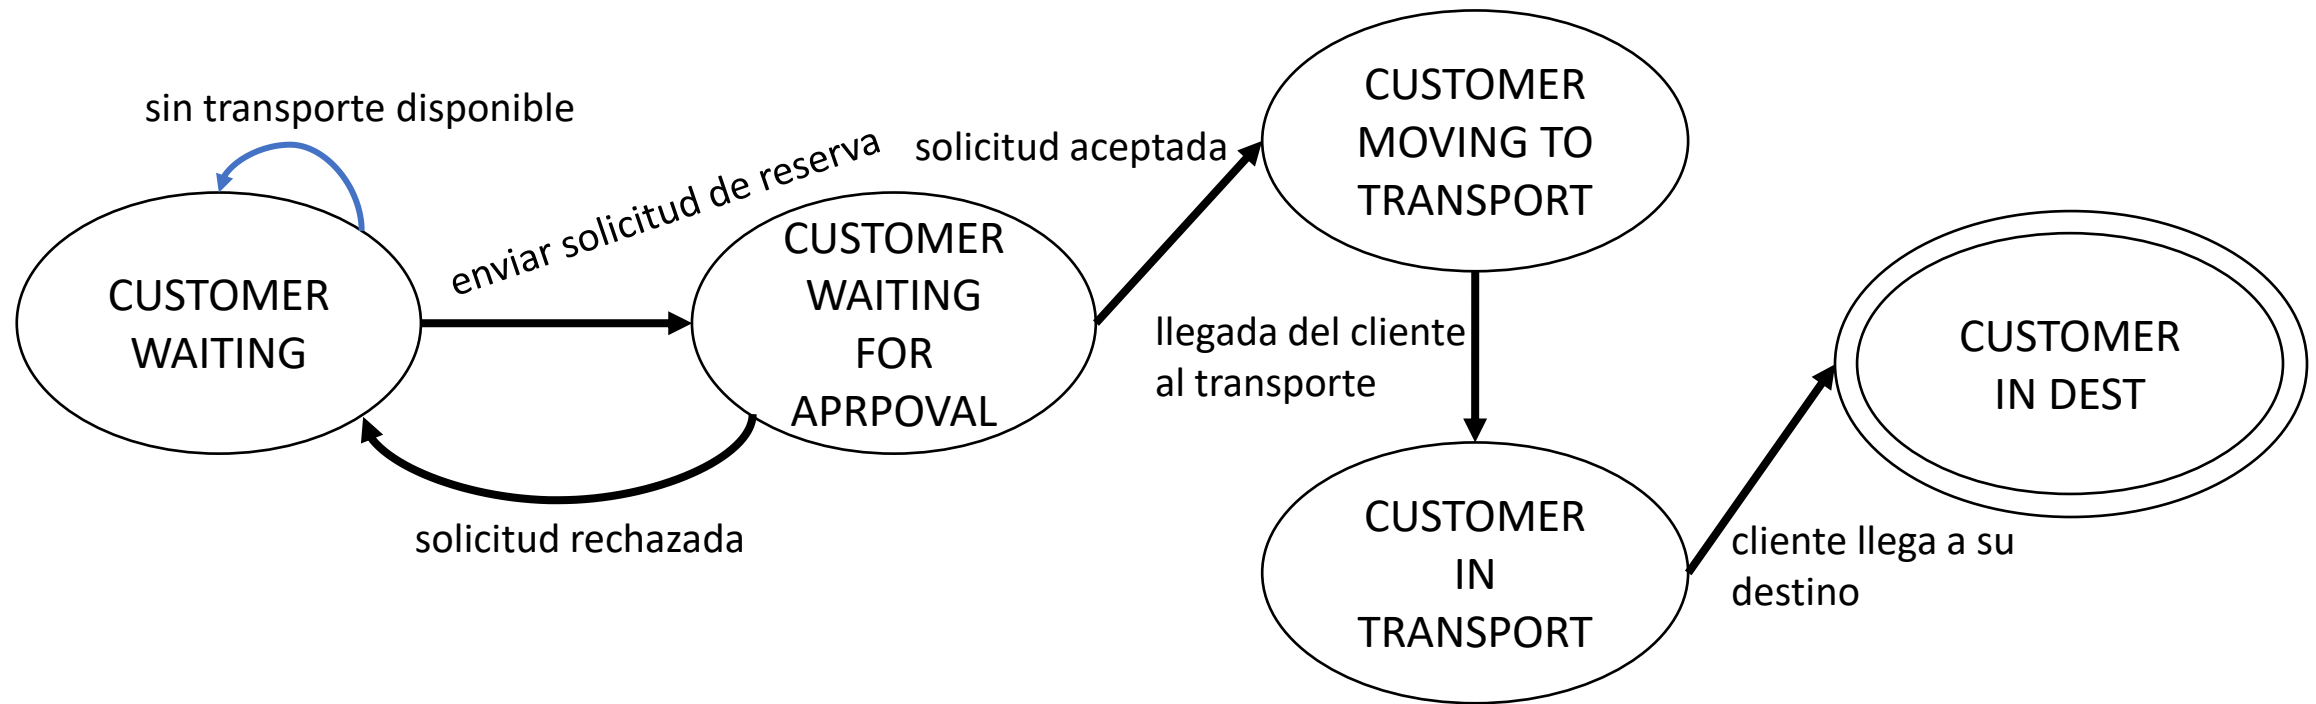 sin transporte disponible
CUSTOMER
WAITING
enviar solicitud de reserva
CUSTOMER
WAITING
FOR
APRPOVAL
solicitud rechazada
solicitud aceptada
CUSTOMER
MOVING TO
TRANSPORT
llegada del cliente
al transporte
CUSTOMER
IN
TRANSPORT
cliente llega a su
destino
CUSTOMER
IN DEST